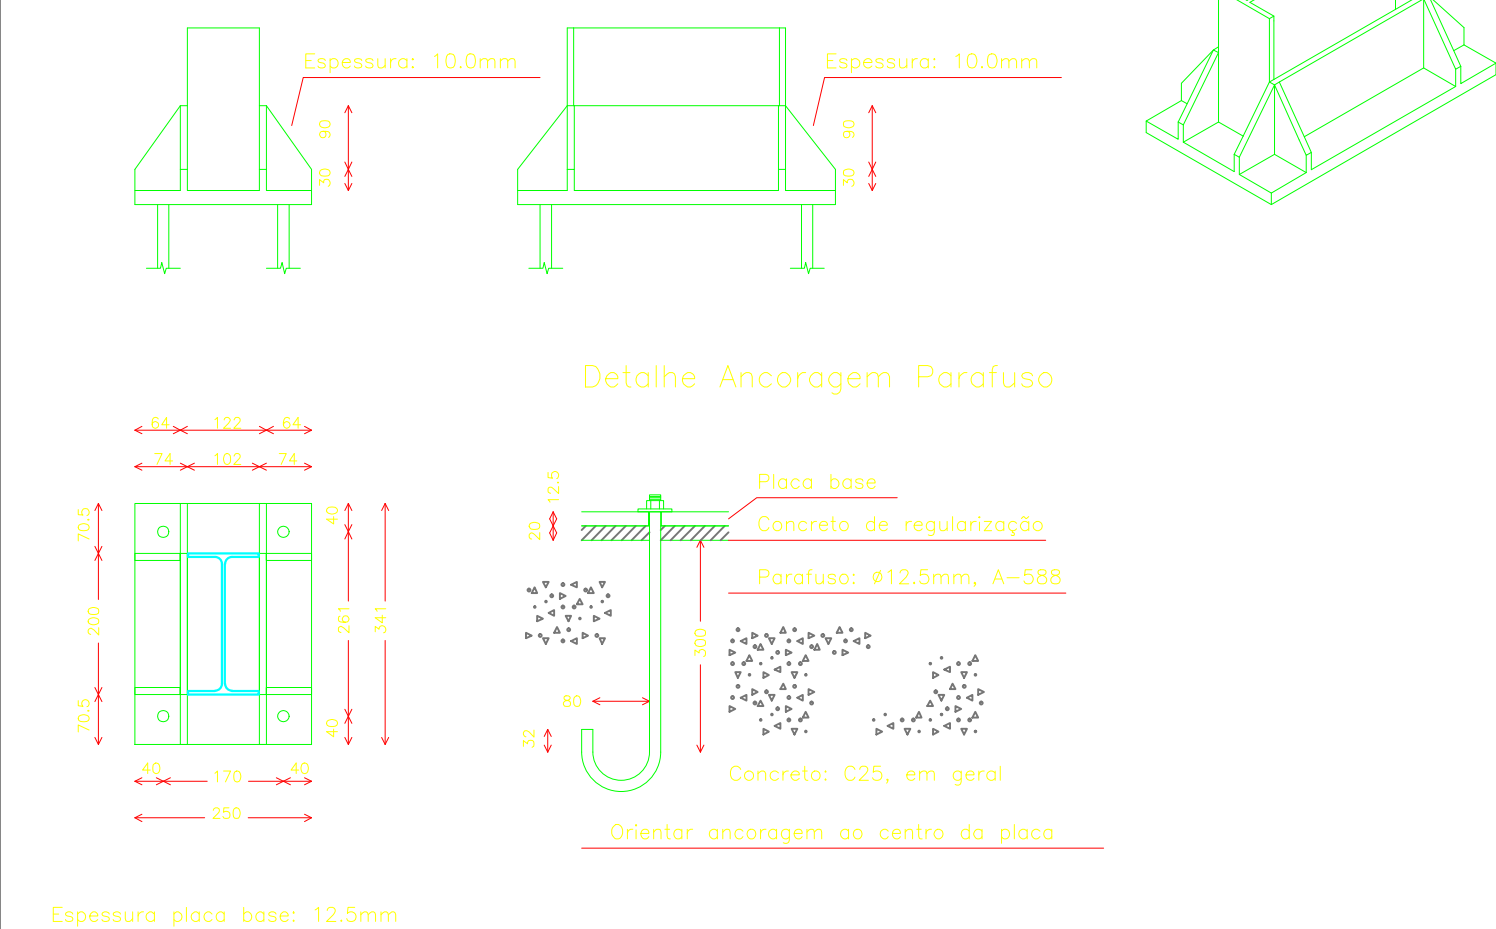 Espessura: 10.0mm
Espessura: 10.0mm
90
30
90
30
Detalhe Ancoragem Parafuso
64 122 64
74 102 74
70.5
200
70.5
40
261
40
341
40 170 40
250
12.5
20
Placa base
Concreto de regularização
Parafuso: Ø12.5mm, A-588
300
80
32
Concreto: C25, em geral
Orientar ancoragem ao centro da placa
Espessura placa base: 12.5mm